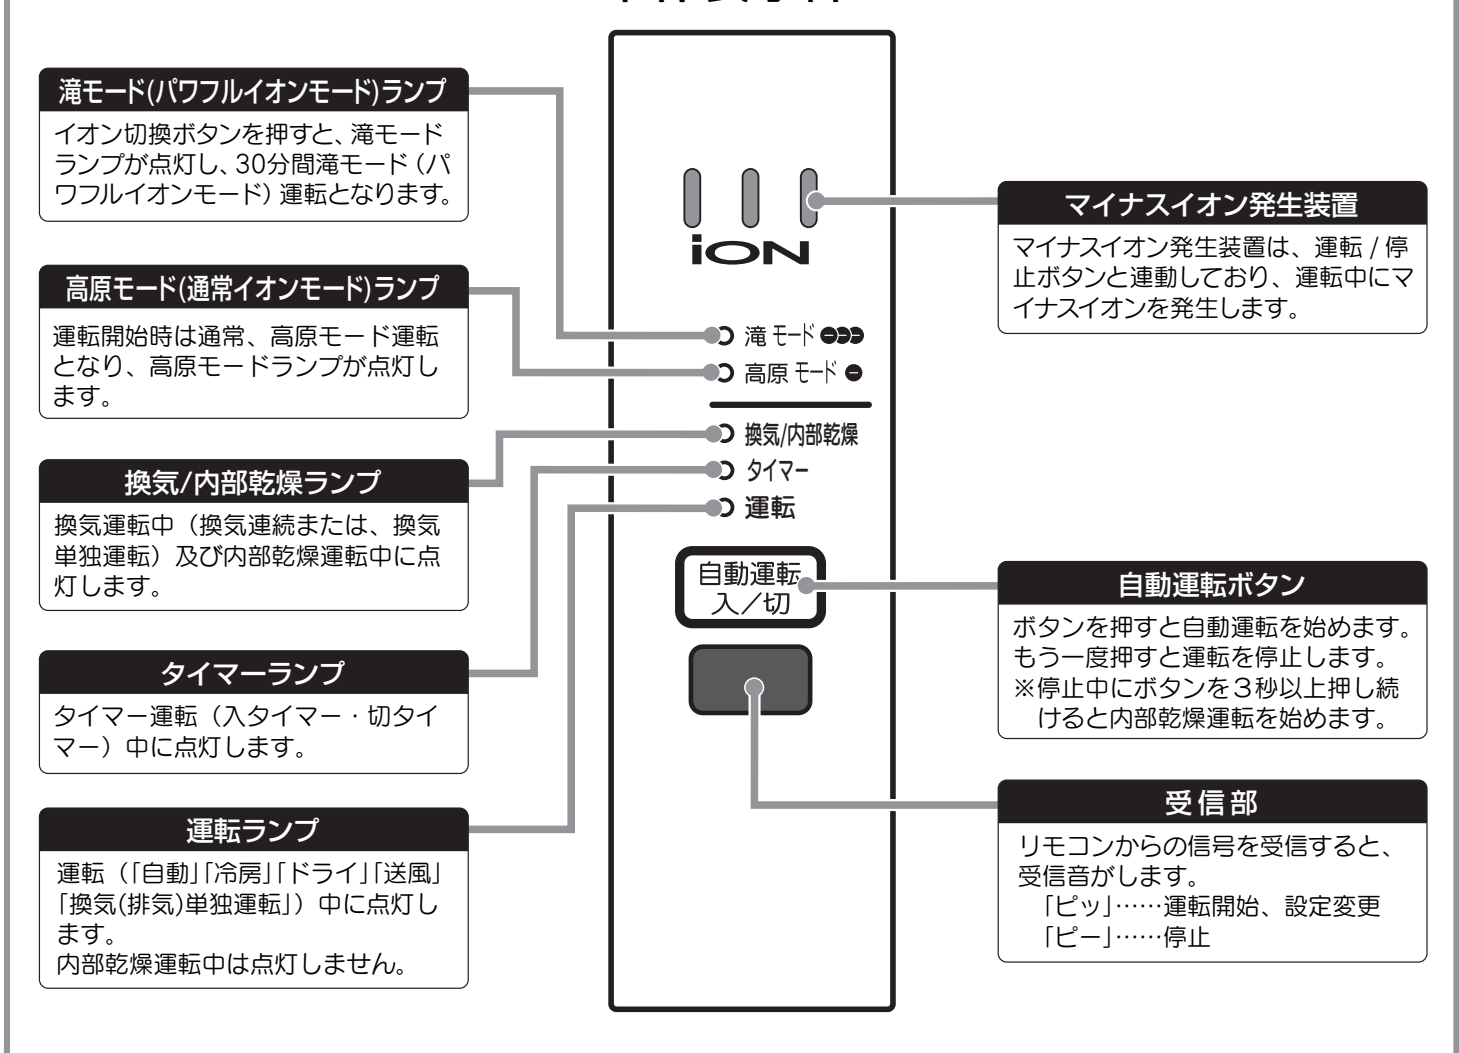 滝モード(パワフルイオンモード)ランプ
イオン切換ボタンを押すと、滝モード
ランプが点灯し、30分間滝モード（パ
ワフルイオンモード）運転となります。
高原モード(通常イオンモード)ランプ
運転開始時は通常、高原モード運転
となり、高原モードランプが点灯し
ます。
換気/内部乾燥ランプ
換気運転中（換気連続または、換気
単独運転）及び内部乾燥運転中に点
灯します。
タイマーランプ
タイマー運転（入タイマー・切タイ
マー）中に点灯します。
運転ランプ
運転（「自動」「冷房」「ドライ」「送風」
「換気(排気)単独運転」）中に点灯し
ます。
内部乾燥運転中は点灯しません。
iON
滝 モード
高原 モード
換気/内部乾燥
タイマー
運転
自動運転
入／切
マイナスイオン発生装置
マイナスイオン発生装置は、運転 / 停
止ボタンと連動しており、運転中にマ
イナスイオンを発生します。
自動運転ボタン
ボタンを押すと自動運転を始めます。
もう一度押すと運転を停止します。
※停止中にボタンを３秒以上押し続
けると内部乾燥運転を始めます。
受信部
リモコンからの信号を受信すると、
受信音がします。
「ピッ」……運転開始、設定変更
「ピー」……停止